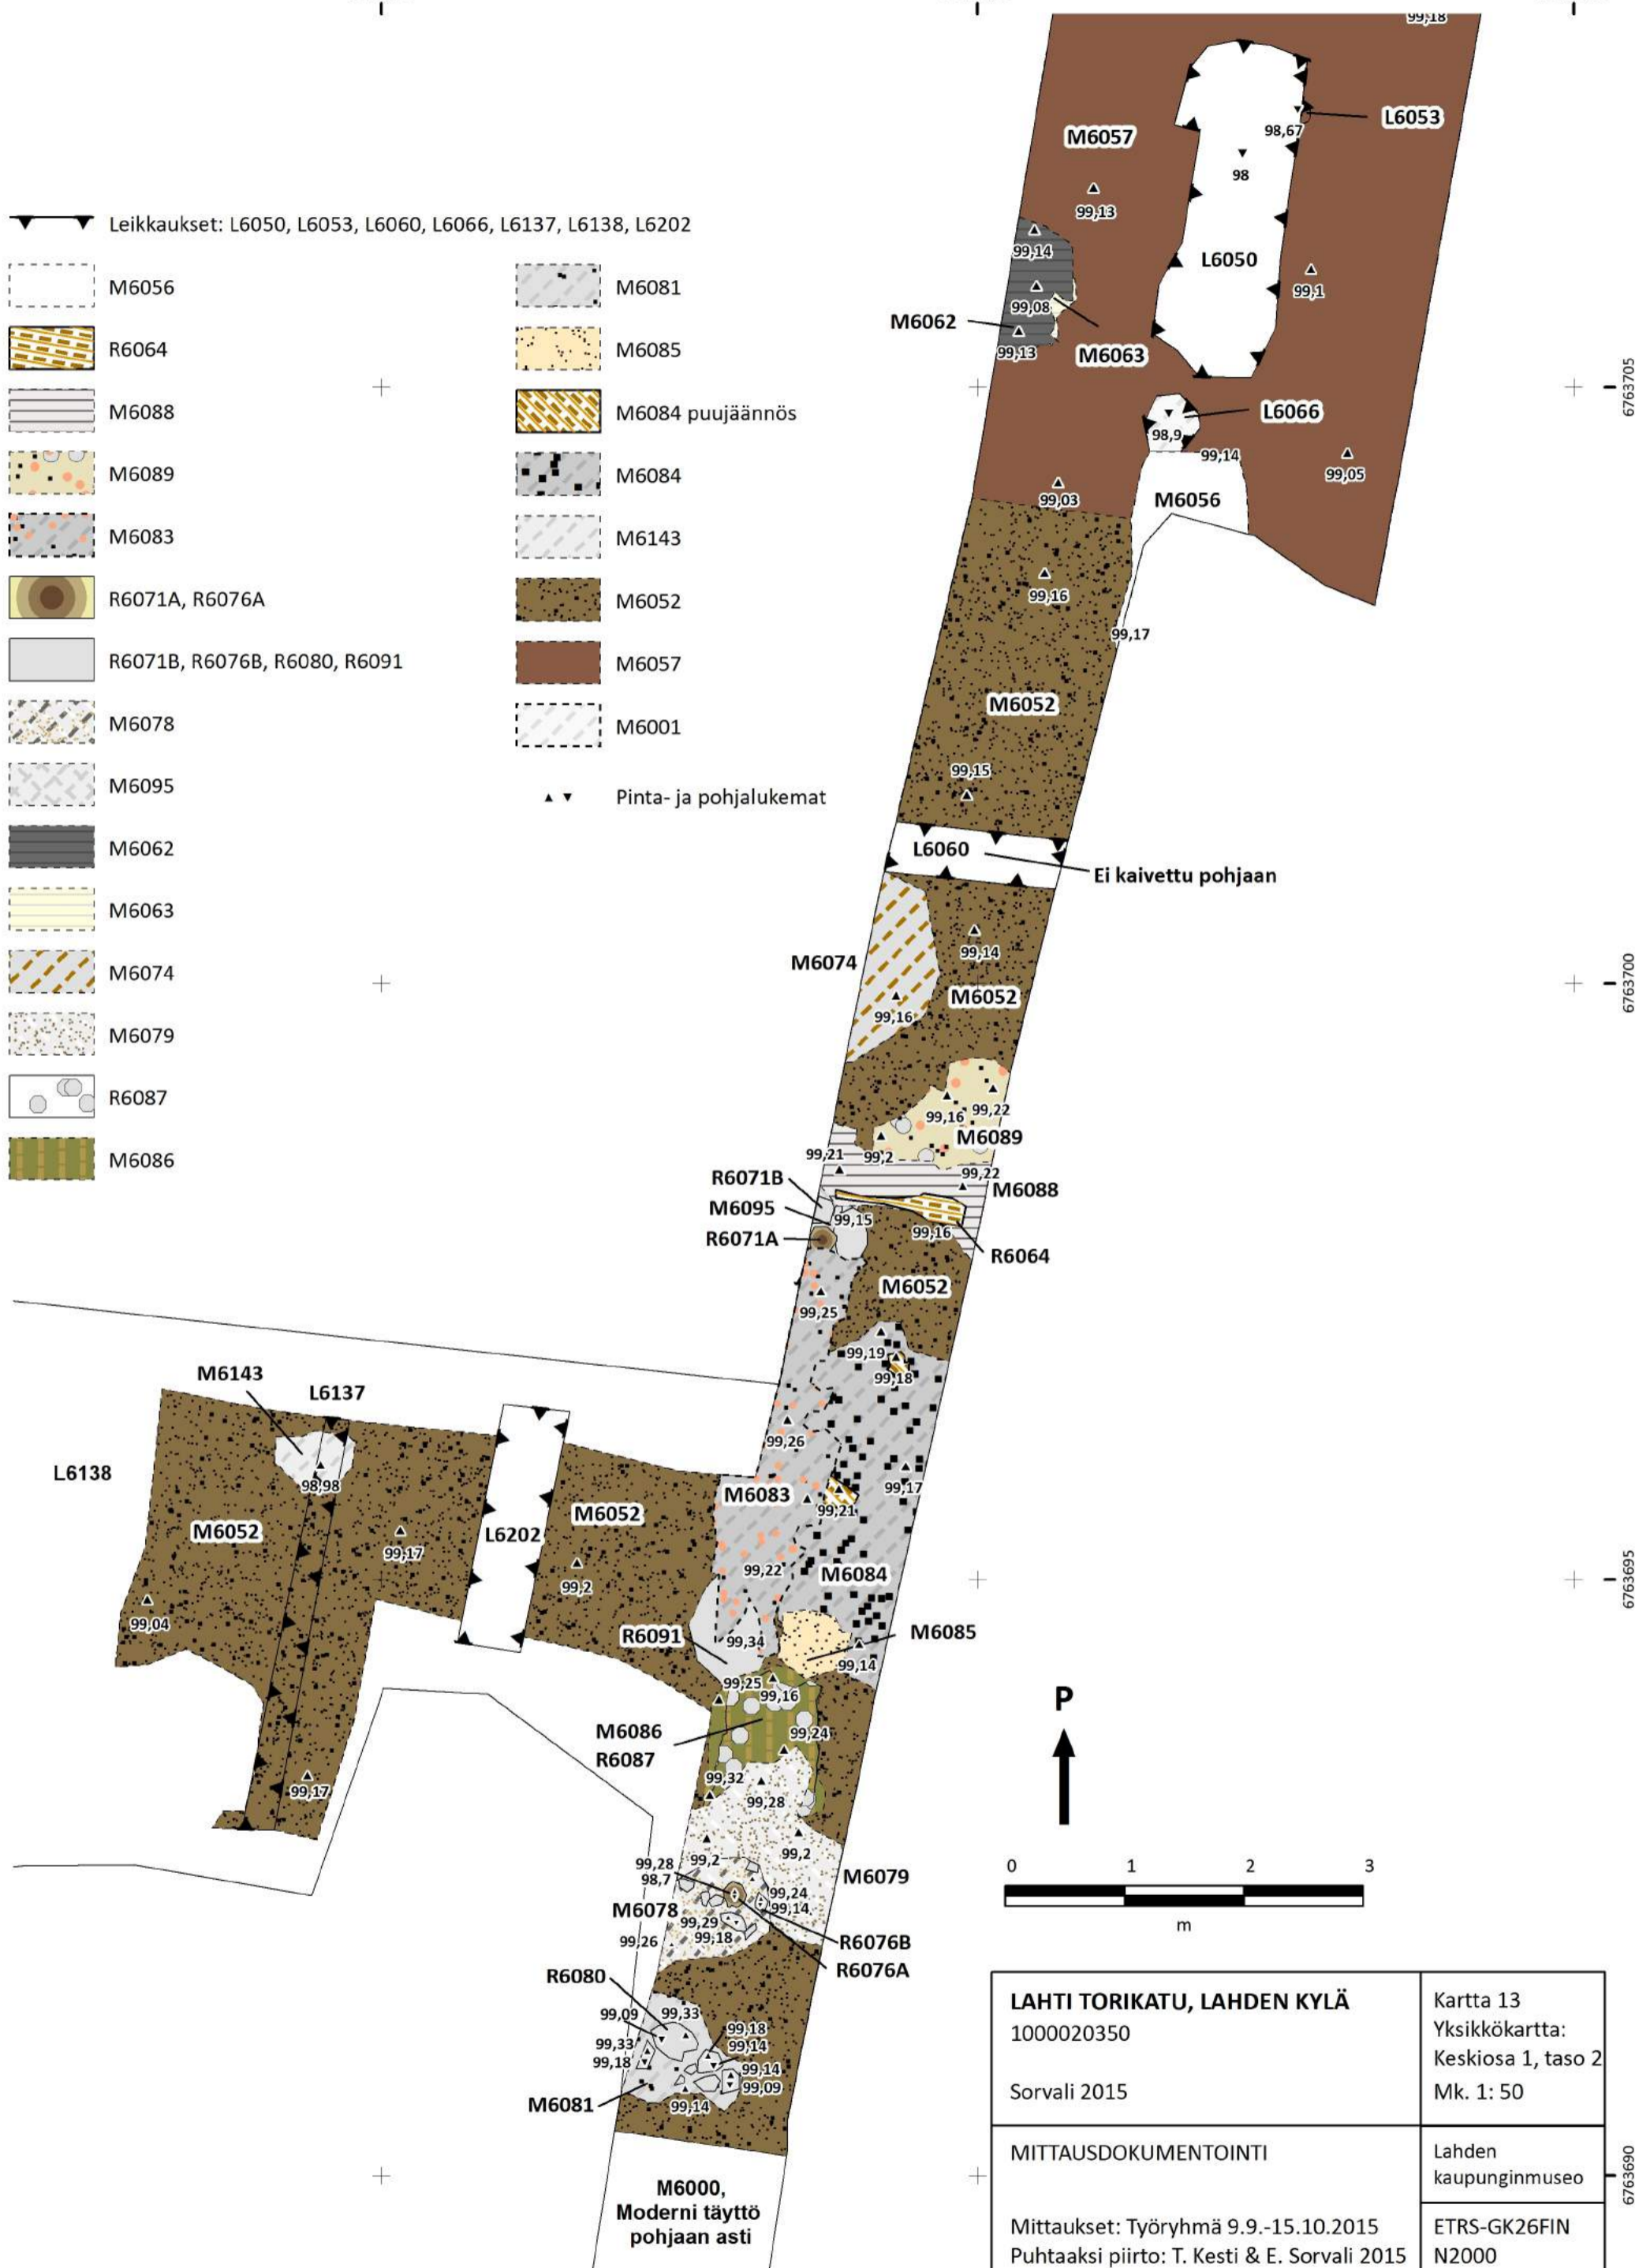 99,18
L6053
98,67
M6057
98
99,13
99,14
L6050
99,1
99,08
M6062
99,13
M6063
L6066
98,9
99,14
99,05
99,03
M6056
6763705
Leikkaukset: L6050, L6053, L6060, L6066, L6137, L6138, L6202
M6056
R6064
M6088
M6089
M6083
R6071A, R6076A
R6071B, R6076B, R6080, R6091
M6078
M6095
M6062
M6063
M6074
M6079
R6087
M6086
M6081
M6085
M6084 puujäännös
M6084
M6143
M6052
M6057
M6001
Pinta- ja pohjalukemat
99,16
99,17
M6052
99,15
L6060
Ei kaivettu pohjaan
99,14
M6074
M6052
99,16
6763700
99,16
99,22
M6089
99,21
99,2
99,22
R6071B
M6088
M6095
99,15
99,16
R6071A
R6064
M6052
99,25
99,19
99,18
M6143
L6137
99,26
L6138
98,98
M6083
99,17
99,21
M6052
L6202
M6052
99,17
99,22
M6084
99,2
6763695
99,04
R6091
99,34
M6085
99,14
99,25
99,16
M6086
R6087
99,24
99,32
99,28
99,17
P
99,2
99,2
99,28
98,7
M6079
99,24
99,14
M6078
99,29
99,18
99,26
R6076B
R6076A
R6080
99,09
99,33
99,18
99,14
99,33
99,18
99,14
99,09
M6081
99,14
0 1 2 3
m
M6000,
Moderni täyttö
pohjaan asti
6763690
LAHTI TORIKATU, LAHDEN KYLÄ
1000020350
Sorvali 2015
Kartta 13
Yksikkökartta:
Keskiosa 1, taso 2
Mk. 1: 50
MITTAUSDOKUMENTOINTI
Lahden
kaupunginmuseo
Mittaukset: Työryhmä 9.9.-15.10.2015
Puhtaaksi piirto: T. Kesti & E. Sorvali 2015
ETRS-GK26FIN
N2000